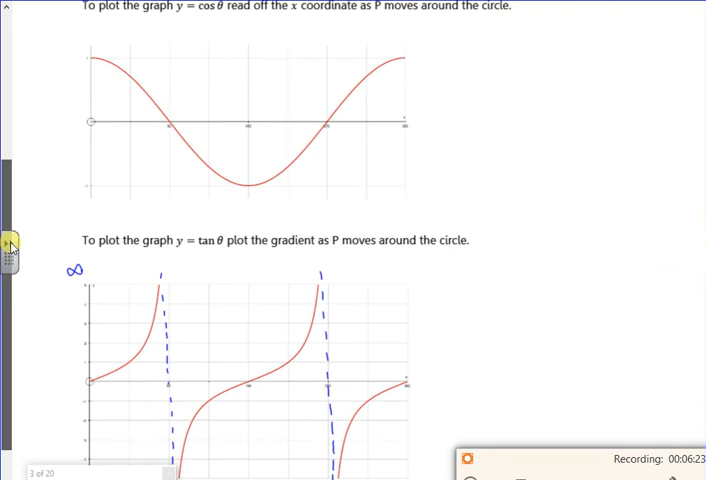 To plot the graph y = cos θ read off the x coordinate as P moves around the circle.
To plot the graph y = tan θ plot the gradient as P moves around the circle.
∞
3 of 20
Recording: 00:06:23